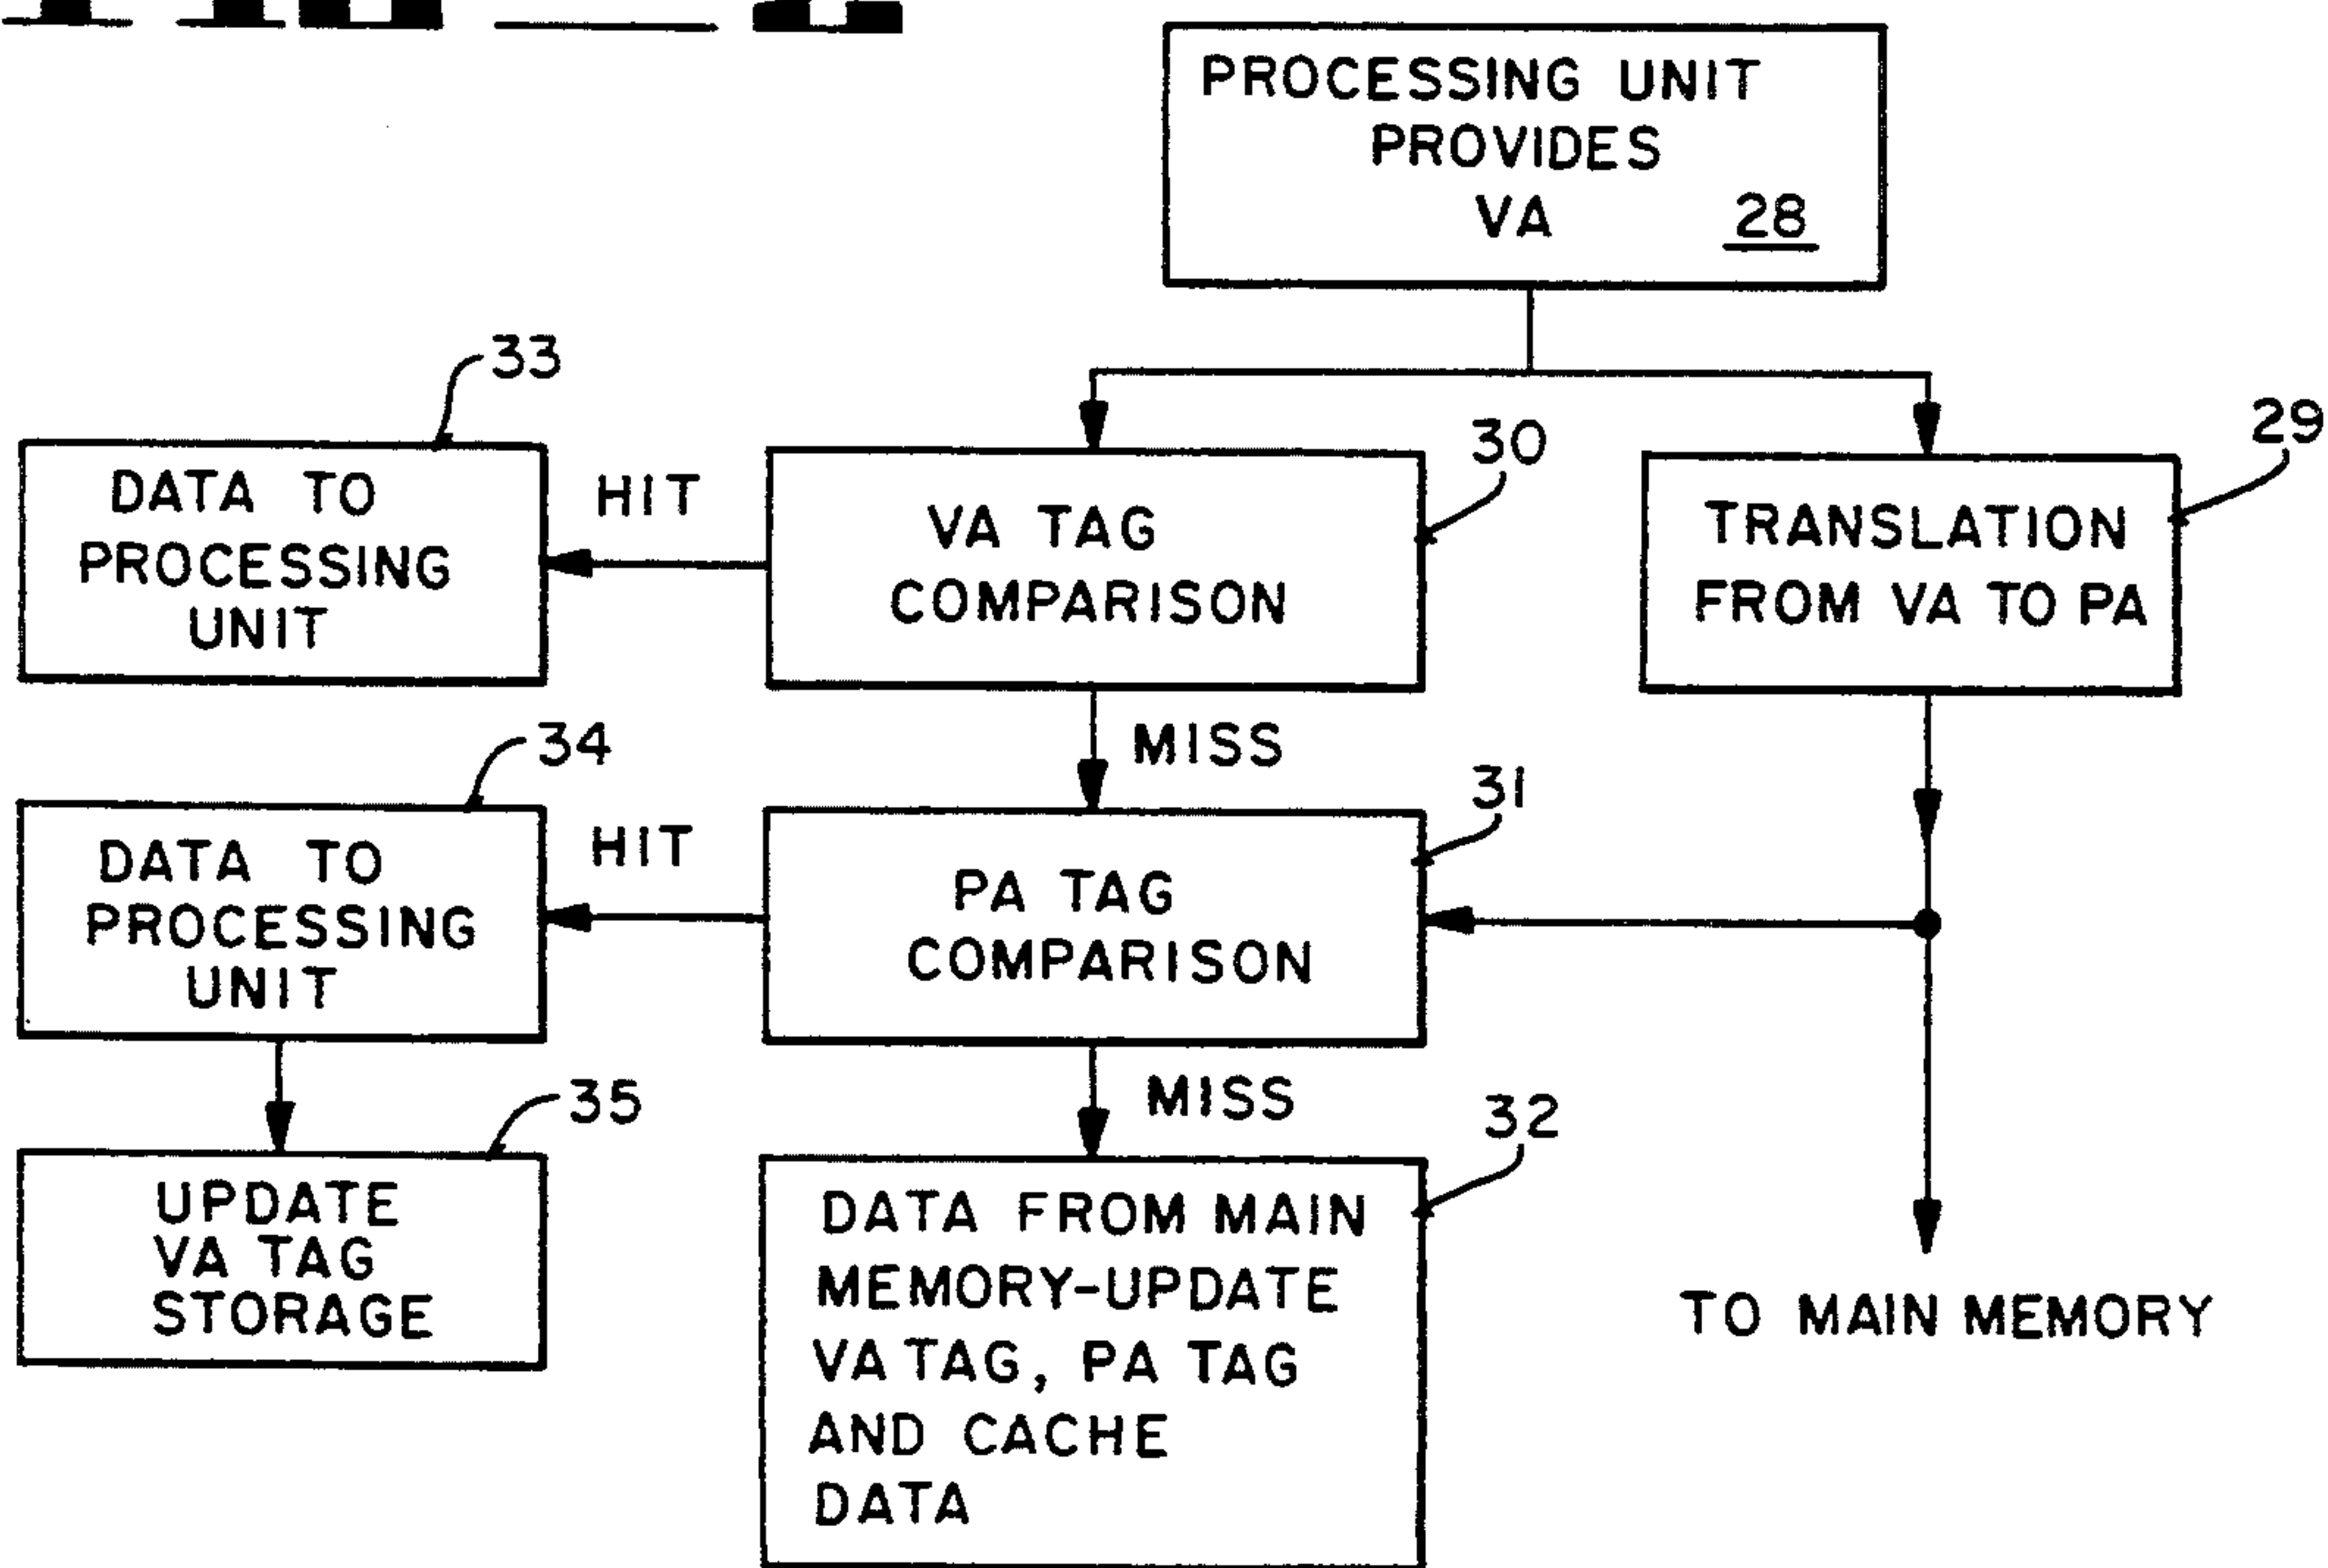 PROCESSING UNIT
PROVIDES
VA 28
33
30
29
DATA TO
PROCESSING
UNIT
HIT
VA TAG
COMPARISON
TRANSLATION
FROM VA TO PA
MISS
34
31
DATA TO
PROCESSING
UNIT
HIT
PA TAG
COMPARISON
MISS
35
32
UPDATE
VA TAG
STORAGE
DATA FROM MAIN
MEMORY-UPDATE
VA TAG, PA TAG
AND CACHE
DATA
TO MAIN MEMORY